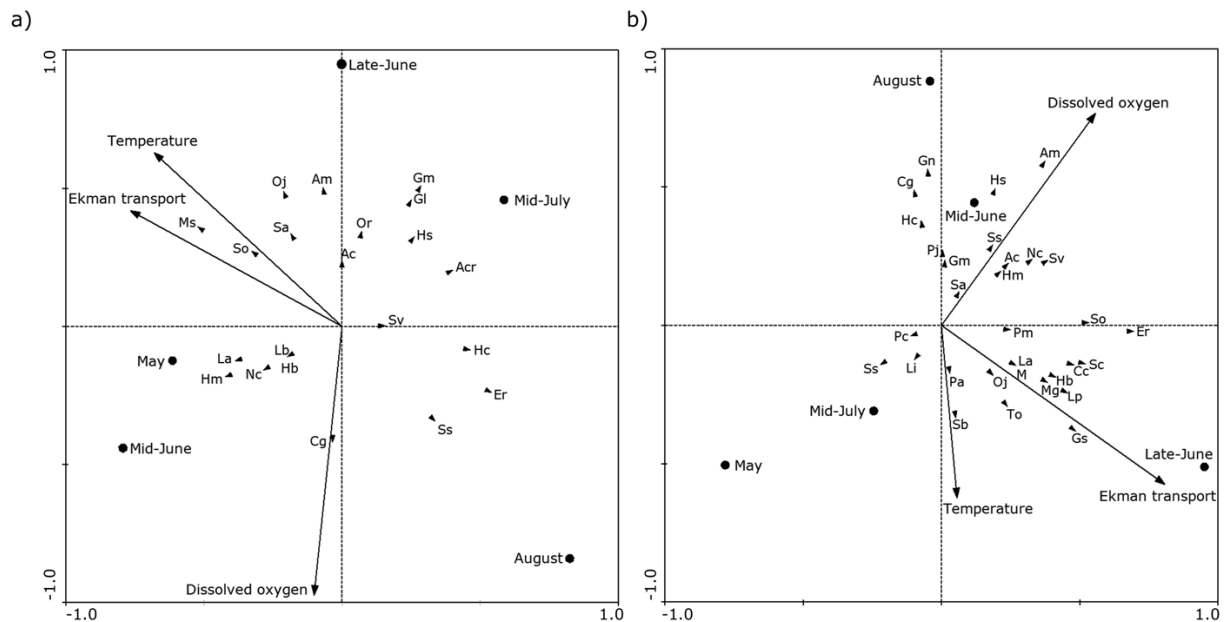 a)
b)
1.0
Late-June
Temperature
Ekman transport
Oj
Am
Gm
Gl
Mid-July
Ms
So
Sa
Or
Ac
Hs
Acr
Sv
May
La
Lb
Hm
Nc
Hb
Hc
Er
Ss
Cg
Mid-June
August
Dissolved oxygen
-1.0
-1.0
1.0
1.0
August
Dissolved oxygen
Gn
Am
Cg
Hs
Mid-June
Hc
Ss
Pj
Gm
Ac
Nc
Sv
Hm
Sa
So
Pc
Pm
Er
Ss
Li
La
Sc
Cc
Pa
Oj
M
Hb
Mg
Lp
Mid-July
Sb
To
Gs
May
Late-June
Ekman transport
Temperature
-1.0
-1.0
1.0